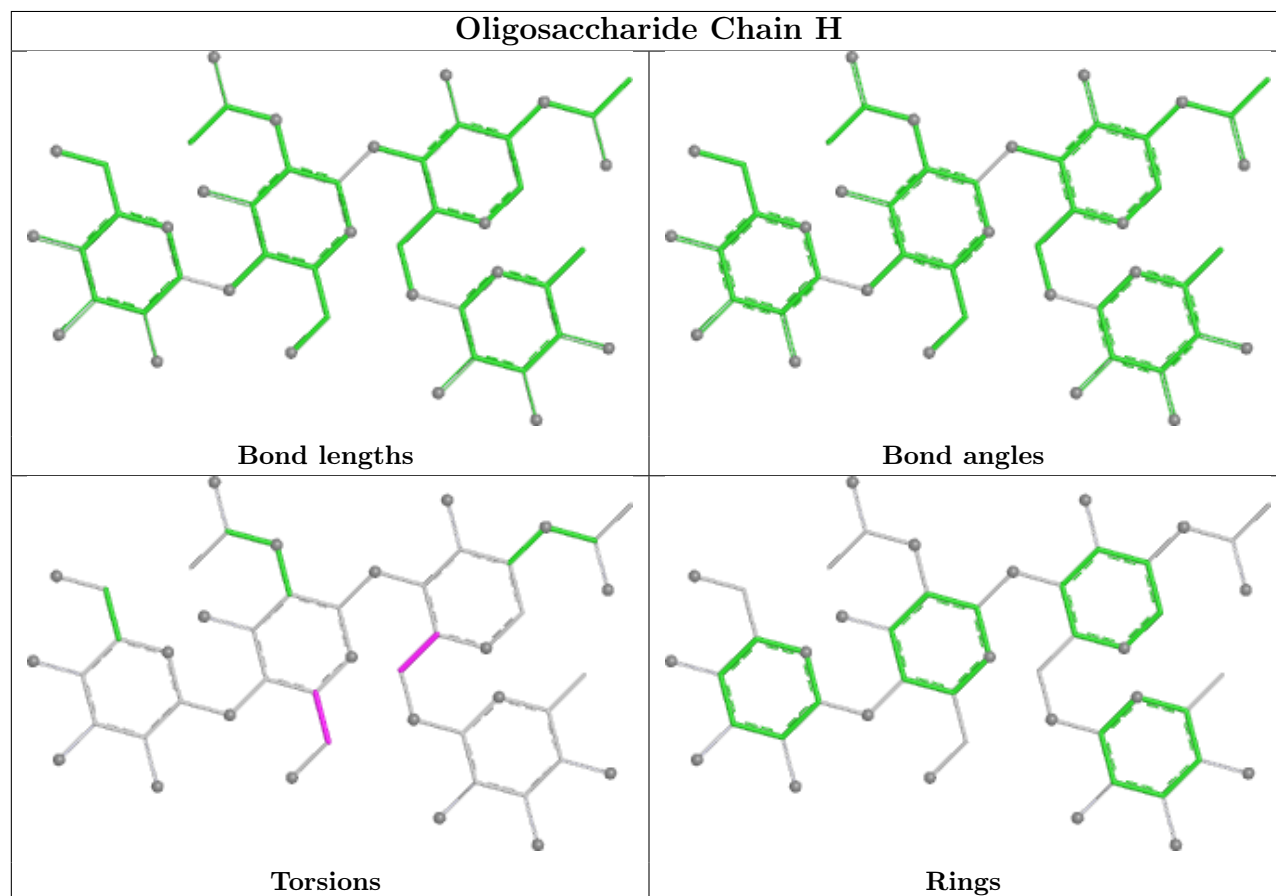 Oligosaccharide Chain H
Bond lengths
Bond angles
Torsions
Rings